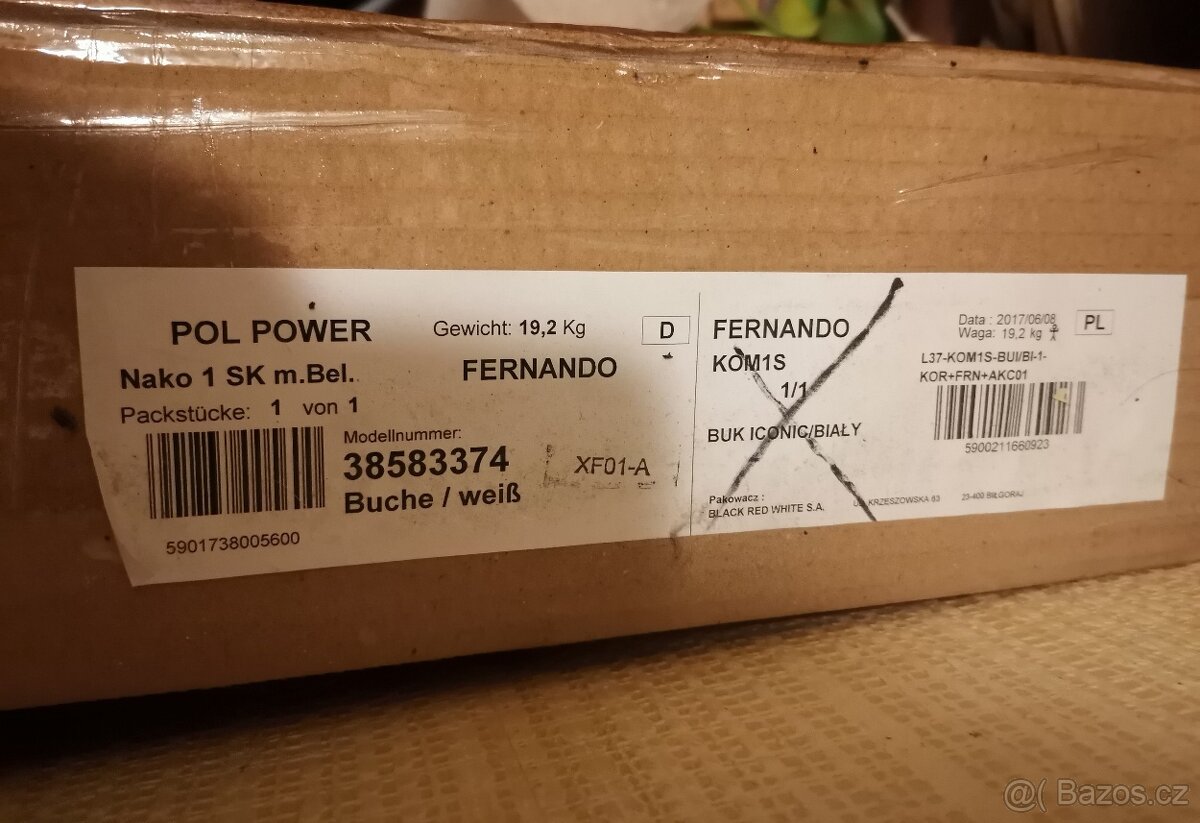 POL POWER
Gewicht: 19,2 Kg
D
Nako 1 SK m.Bel.
FERNANDO
Packstücke: 1 von 1
Modellnummer:
38583374
XF01-A
Buche / weiß
5901738005600
FERNANDO
Data : 2017/06/08
PL
Waga: 19,2 kg
KOM1S
L37-KOM1S-BUI/BI-1-
KOR+FRN+AKC01
1/1
BUK ICONIC/BIAŁY
5900211660923
Pakowacz :
BLACK RED WHITE S.A.
KRZESZOWSKA 63
23-400 BIŁGORAJ
@( Bazos.cz